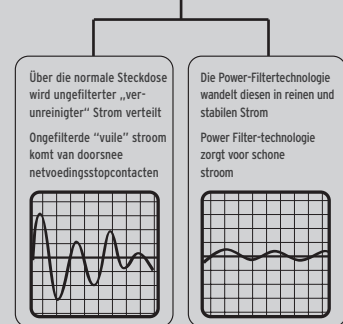 Über die normale Steckdose
wird ungefilterter „ver-
unreinigter“ Strom verteilt
Ongefilterde “vuile” stroom
komt van doorsnee
netvoedingsstopcontacten
Die Power-Filtertechnologie
wandelt diesen in reinen und
stabilen Strom
Power Filter-technologie
zorgt voor schone
stroom